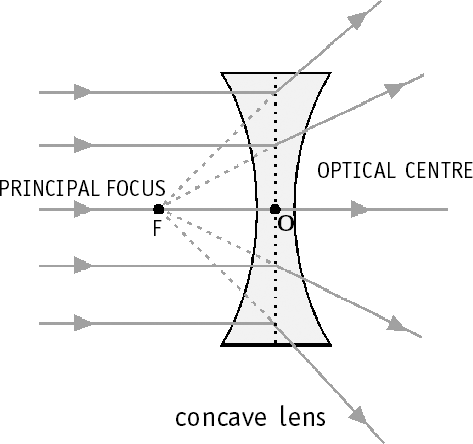 OPTICAL CENTRE
PRINCIPAL FOCUS
F
O
concave lens